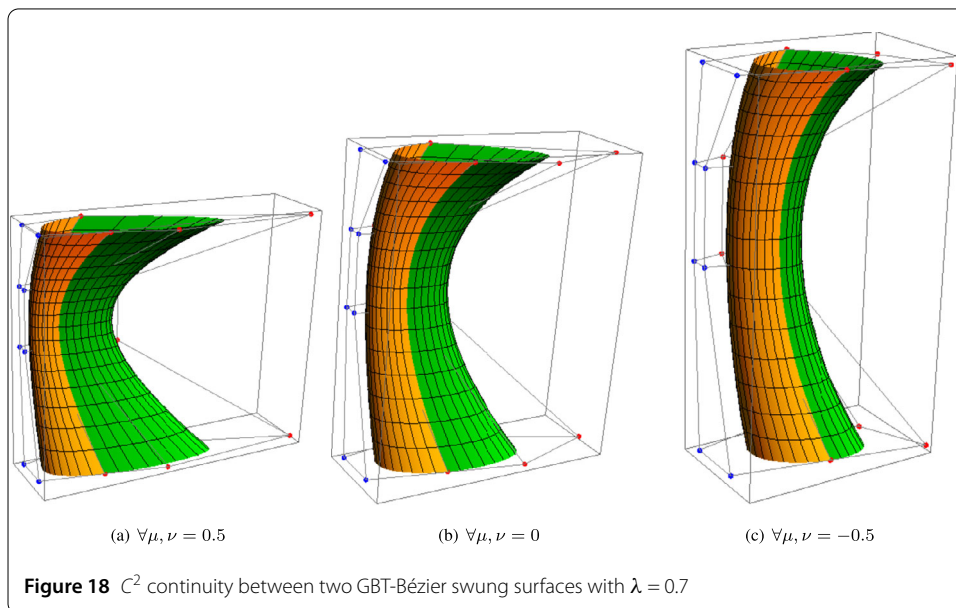 (a) ∀μ, ν = 0.5
(b) ∀μ, ν = 0
(c) ∀μ, ν = −0.5
Figure 18 C² continuity between two GBT-Bézier swung surfaces with λ = 0.7